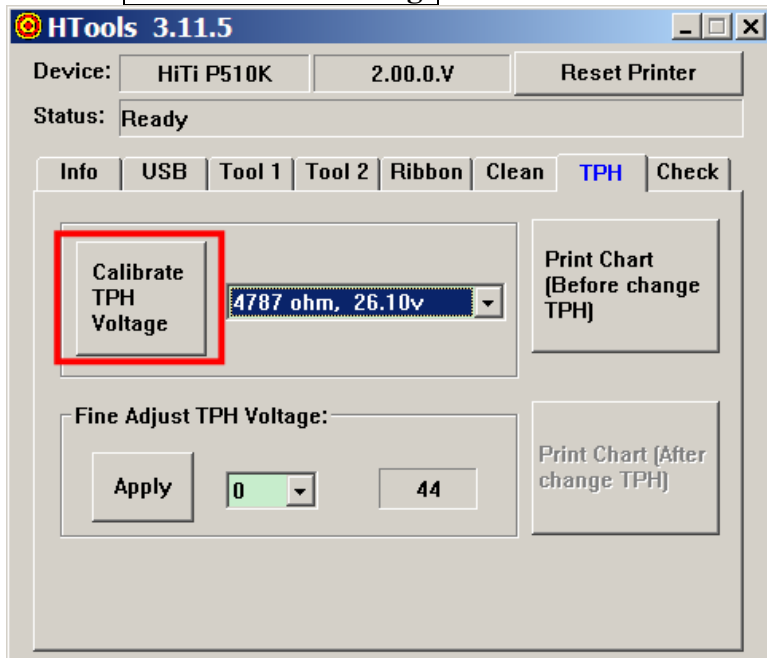 HTools 3.11.5
Device: HiTi P510K 2.00.0.V Reset Printer
Status: Ready
Info USB Tool 1 Tool 2 Ribbon Clean TPH Check
Calibrate
TPH
Voltage
4787 ohm, 26.10v
Print Chart
(Before change
TPH)
Fine Adjust TPH Voltage:
Apply
0
44
Print Chart (After
change TPH)